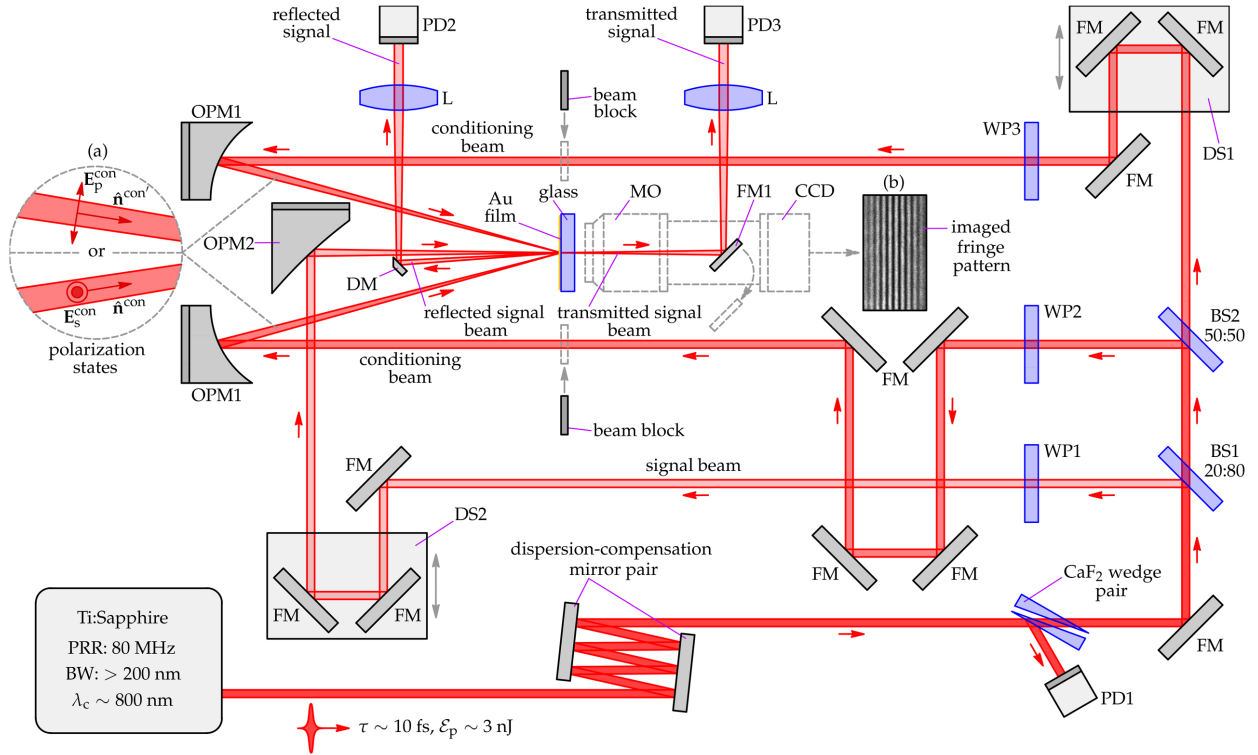 reflected
signal
PD2
transmitted
signal
PD3
FM
FM
OPM1
L
beam
block
L
WP3
DS1
conditioning
beam
FM
(a)
E_p^con
n̂^con′
or
E_s^con
n̂^con
polarization
states
OPM2
DM
Au
film
glass
MO
FM1
CCD
(b)
imaged
fringe
pattern
reflected signal
beam
transmitted signal
beam
OPM1
conditioning
beam
beam block
FM
WP2
BS2
50:50
FM
signal beam
WP1
BS1
20:80
DS2
FM
FM
FM
FM
dispersion-compensation
mirror pair
CaF₂ wedge
pair
FM
PD1
Ti:Sapphire
PRR: 80 MHz
BW: > 200 nm
λ_c ∼ 800 nm
τ ∼ 10 fs, ℰ_p ∼ 3 nJ